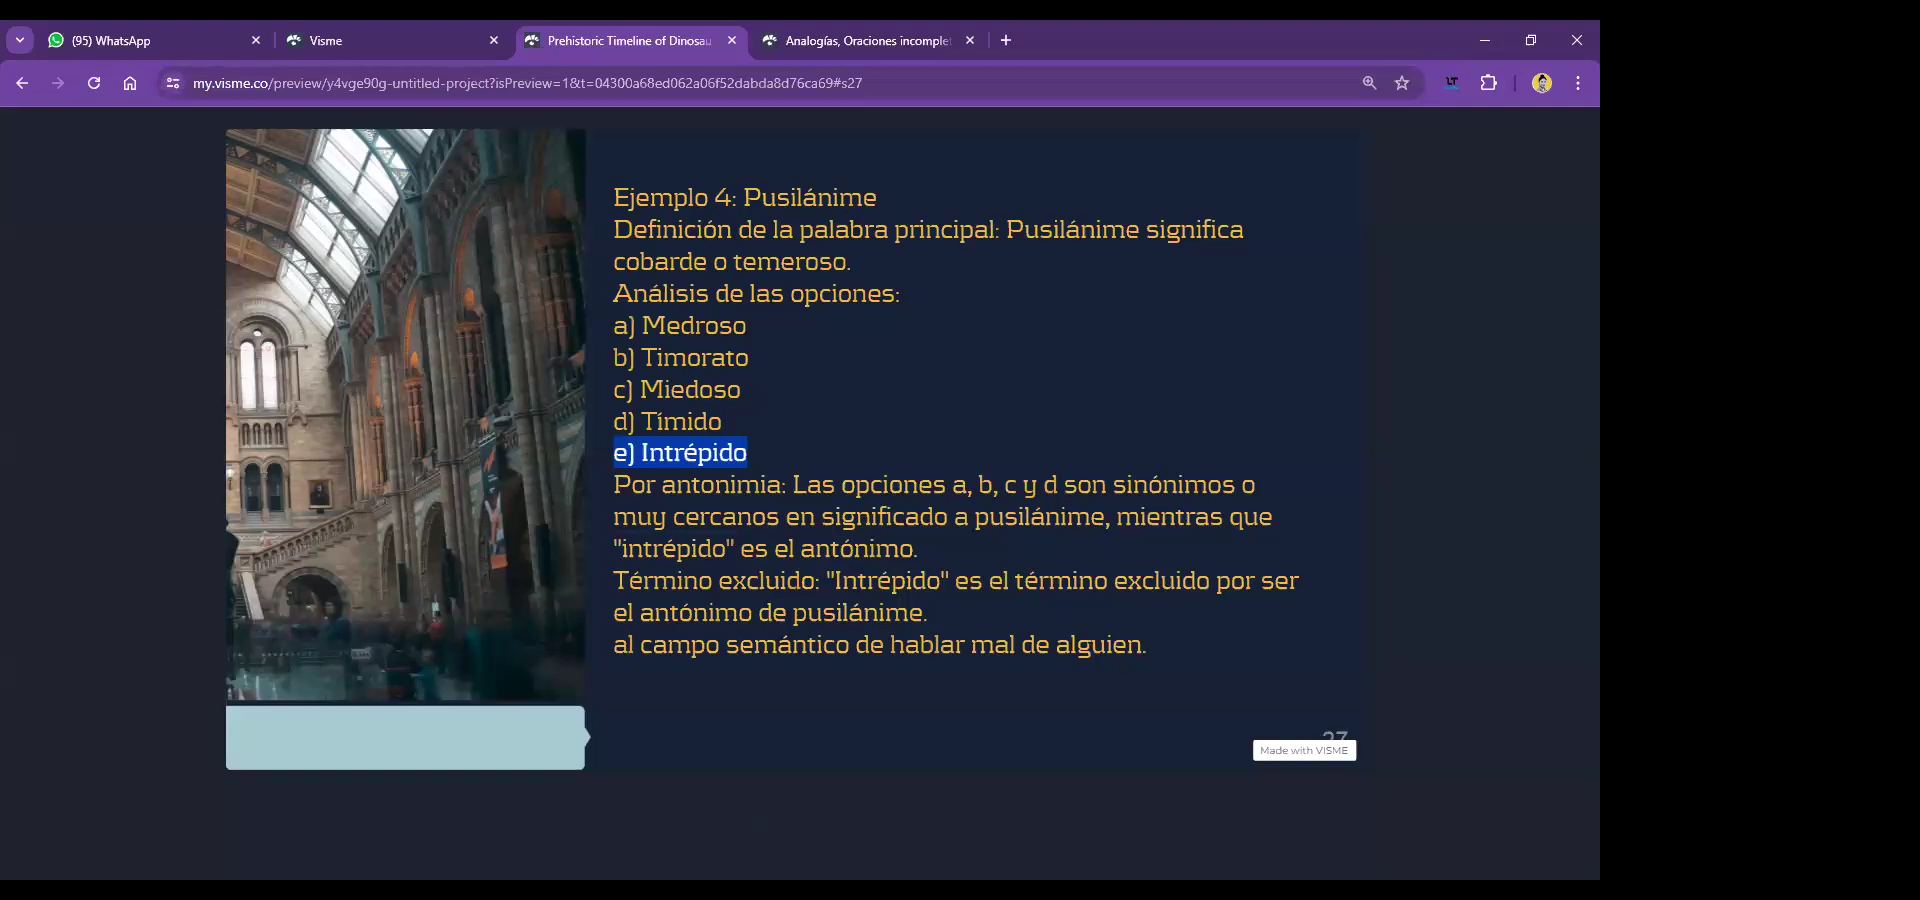 (95) WhatsApp
Visme
Prehistoric Timeline of Dinosau
Analogías, Oraciones incomplet
my.visme.co/preview/y4vge90g-untitled-project?isPreview=1&t=04300a68ed062a06f52dabda8d76ca69#s27
LT
Ejemplo 4: Pusilánime
Definición de la palabra principal: Pusilánime significa
cobarde o temeroso.
Análisis de las opciones:
a) Medroso
b) Timorato
c) Miedoso
d) Tímido
e) Intrépido
Por antonimia: Las opciones a, b, c y d son sinónimos o
muy cercanos en significado a pusilánime, mientras que
"intrépido" es el antónimo.
Término excluido: "Intrépido" es el término excluido por ser
el antónimo de pusilánime.
al campo semántico de hablar mal de alguien.
27
Made with VISME